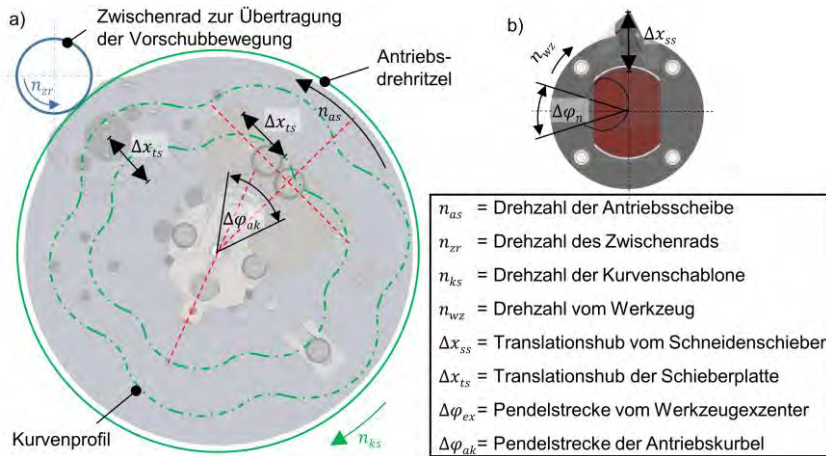 a)
Zwischenrad zur Übertragung
der Vorschubbewegung
Antriebs-
drehritzel
n_zr
n_as
Δx_ts
Δx_ts
Δφ_ak
Kurvenprofil
n_ks
b)
n_wz
Δx_ss
Δφ_n
n_as = Drehzahl der Antriebsscheibe
n_zr = Drehzahl des Zwischenrads
n_ks = Drehzahl der Kurvenschablone
n_wz = Drehzahl vom Werkzeug
Δx_ss = Translationshub vom Schneidenschieber
Δx_ts = Translationshub der Schieberplatte
Δφ_ex = Pendelstrecke vom Werkzeugexzenter
Δφ_ak = Pendelstrecke der Antriebskurbel